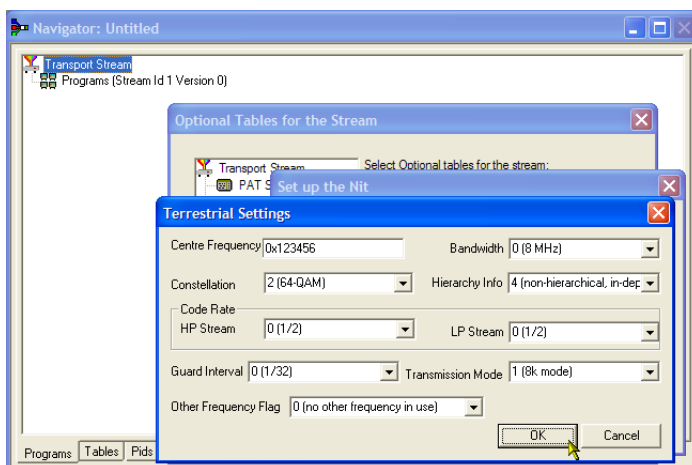 Navigator: Untitled
Transport Stream
Programs (Stream Id 1 Version 0)
Optional Tables for the Stream
Transport Stream
Select Optional tables for the stream:
PAT S
Set up the Nit
Terrestrial Settings
Centre Frequency 0x123456
Bandwidth 0 (8 MHz)
Constellation 2 (64-QAM)
Hierarchy Info 4 (non-hierarchical, in-dep
Code Rate
HP Stream 0 (1/2)
LP Stream 0 (1/2)
Guard Interval 0 (1/32)
Transmission Mode 1 (8k mode)
Other Frequency Flag 0 (no other frequency in use)
OK Cancel
Programs Tables Pids